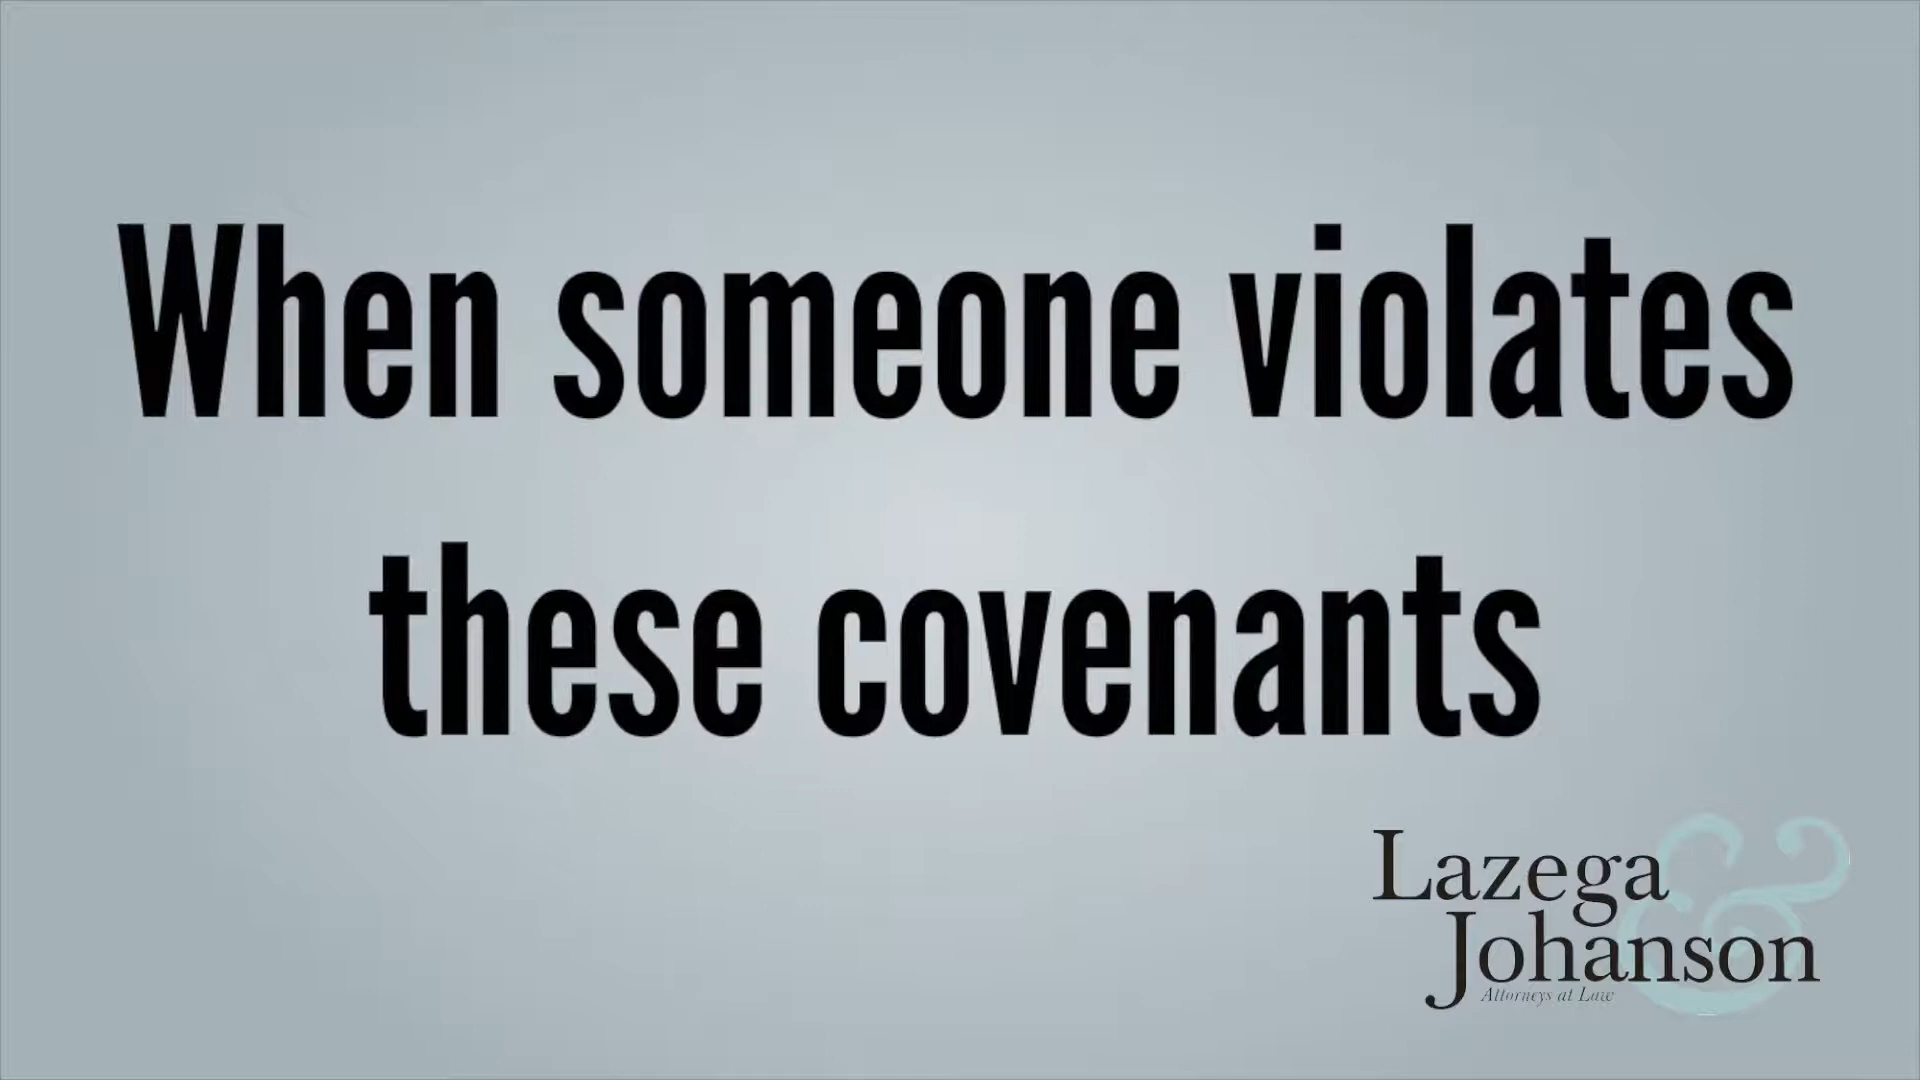 When someone violates
these covenants
Lazega &
Johanson
Attorneys at Law